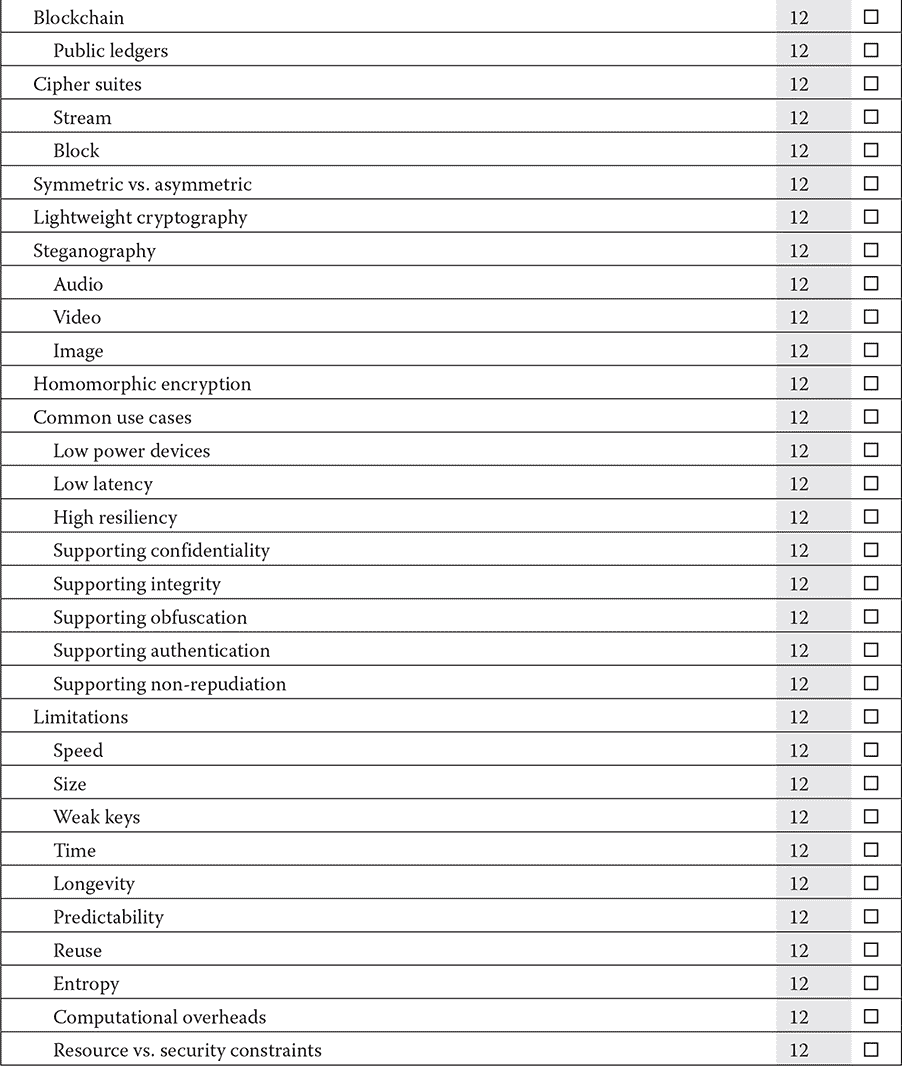 Blockchain 12 □
Public ledgers 12 □
Cipher suites 12 □
Stream 12 □
Block 12 □
Symmetric vs. asymmetric 12 □
Lightweight cryptography 12 □
Steganography 12 □
Audio 12 □
Video 12 □
Image 12 □
Homomorphic encryption 12 □
Common use cases 12 □
Low power devices 12 □
Low latency 12 □
High resiliency 12 □
Supporting confidentiality 12 □
Supporting integrity 12 □
Supporting obfuscation 12 □
Supporting authentication 12 □
Supporting non-repudiation 12 □
Limitations 12 □
Speed 12 □
Size 12 □
Weak keys 12 □
Time 12 □
Longevity 12 □
Predictability 12 □
Reuse 12 □
Entropy 12 □
Computational overheads 12 □
Resource vs. security constraints 12 □